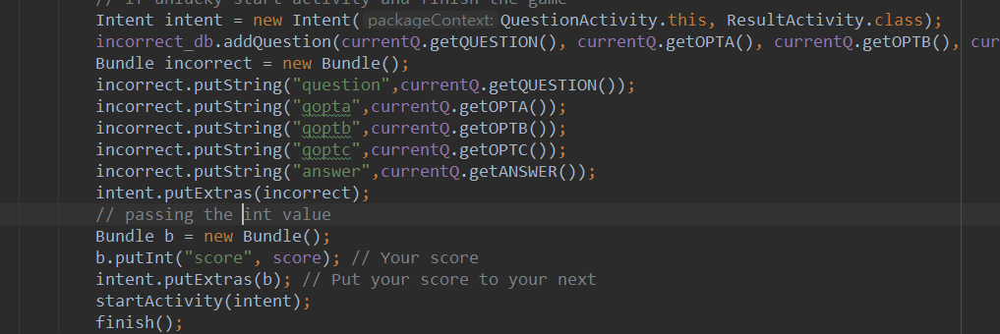 // if unlucky start activity and finish the game
Intent intent = new Intent( packageContext: QuestionActivity.this, ResultActivity.class);
incorrect_db.addQuestion(currentQ.getQUESTION(), currentQ.getOPTA(), currentQ.getOPTB(), cur
Bundle incorrect = new Bundle();
incorrect.putString("question",currentQ.getQUESTION());
incorrect.putString("qopta",currentQ.getOPTA());
incorrect.putString("qoptb",currentQ.getOPTB());
incorrect.putString("qoptc",currentQ.getOPTC());
incorrect.putString("answer",currentQ.getANSWER());
intent.putExtras(incorrect);
// passing the int value
Bundle b = new Bundle();
b.putInt("score", score); // Your score
intent.putExtras(b); // Put your score to your next
startActivity(intent);
finish();